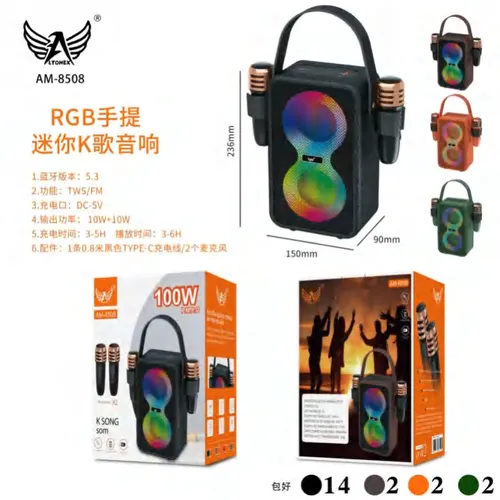 ATOMEX
AM-8508
RGB手提
迷你K歌音响
1.蓝牙版本：5.3
2.功能：TWS/FM
3.充电口：DC-5V
4.输出功率：10W+10W
5.充电时间：3-5H 播放时间：3-6H
6.配件：1条0.8米黑色TYPE-C充电线/2个麦克风
236mm
150mm
90mm
AM-8508
100W
K SONG
AM-8508
包好
14
2
2
2